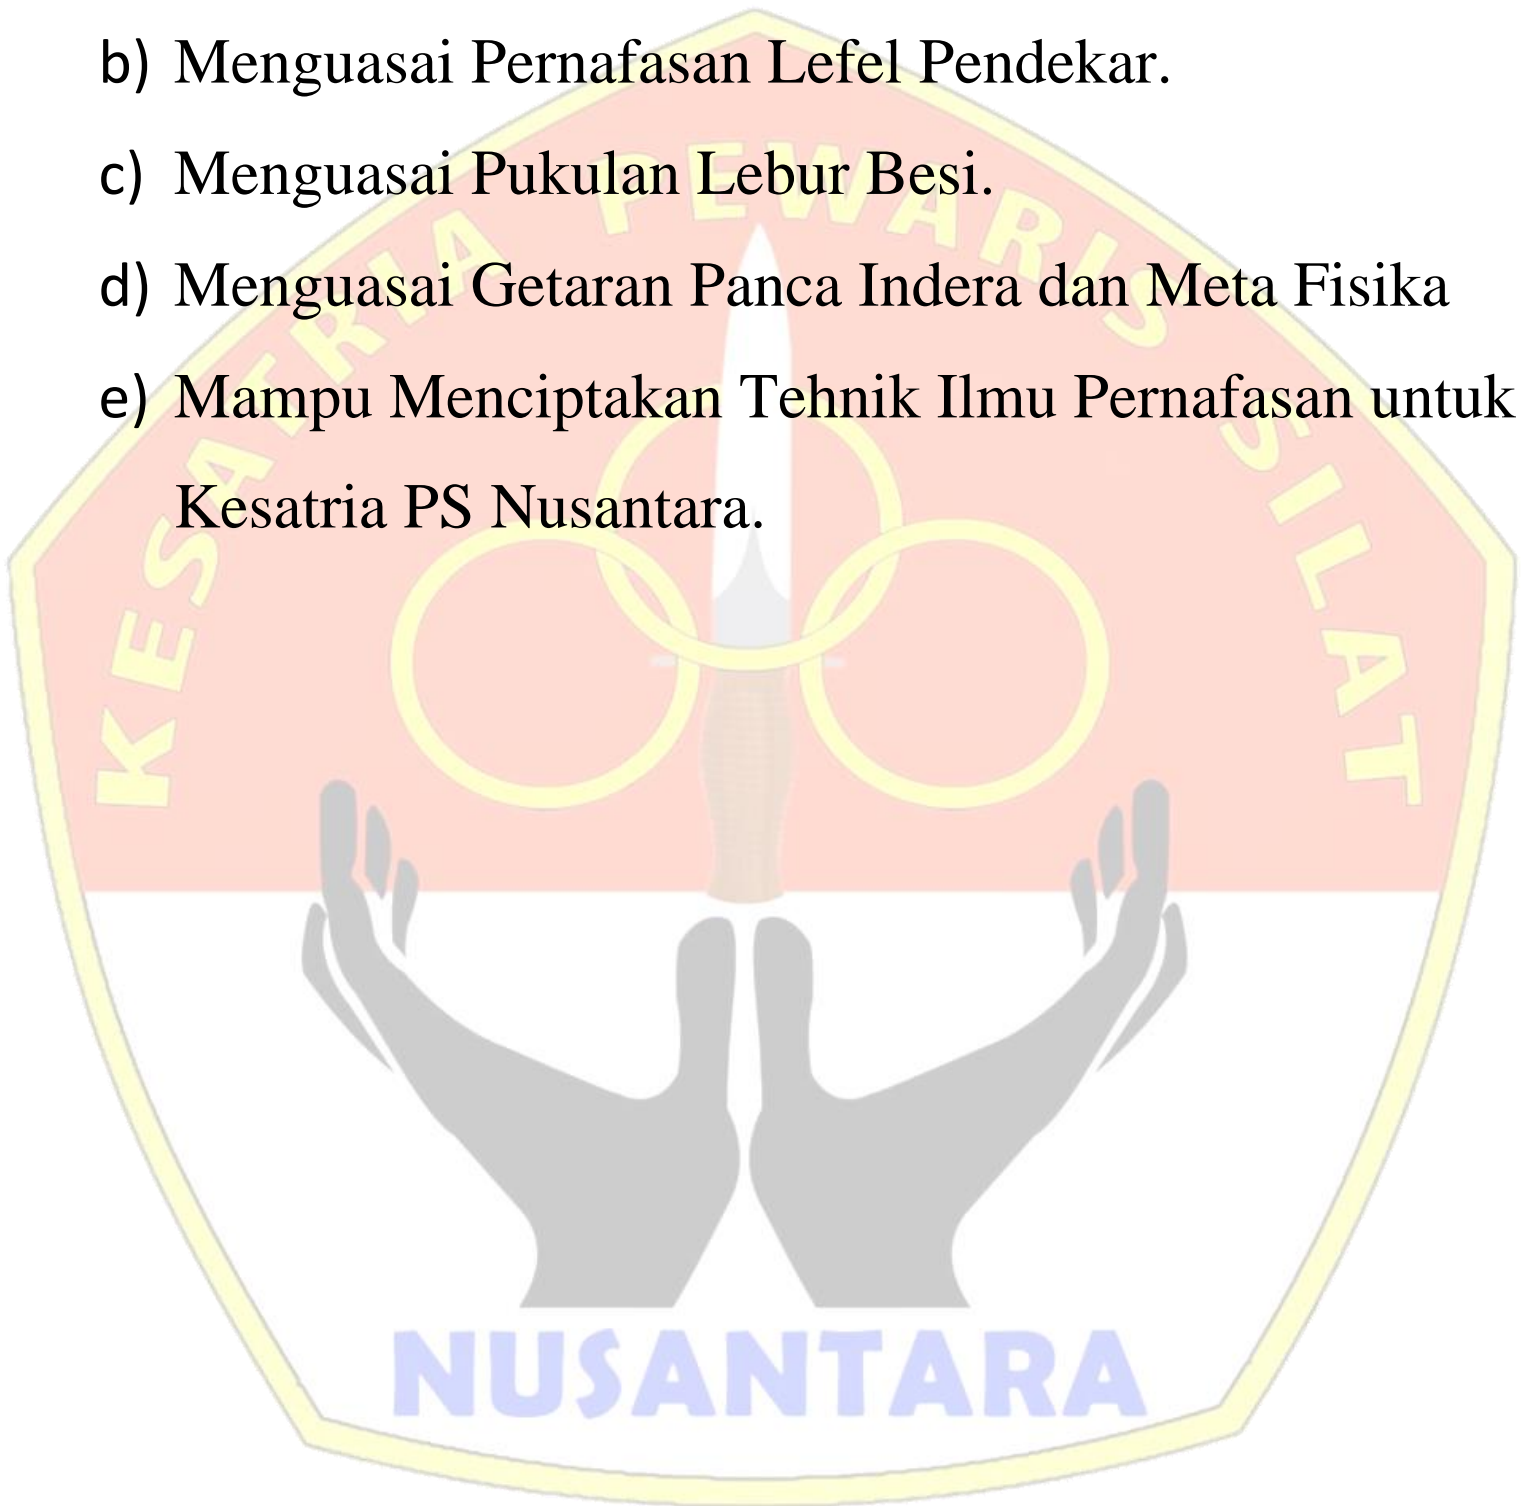 b) Menguasai Pernafasan Lefel Pendekar.
c) Menguasai Pukulan Lebur Besi.
d) Menguasai Getaran Panca Indera dan Meta Fisika
e) Mampu Menciptakan Tehnik Ilmu Pernafasan untuk
Kesatria PS Nusantara.
KESATRIA PEWARIS SILAT
NUSANTARA